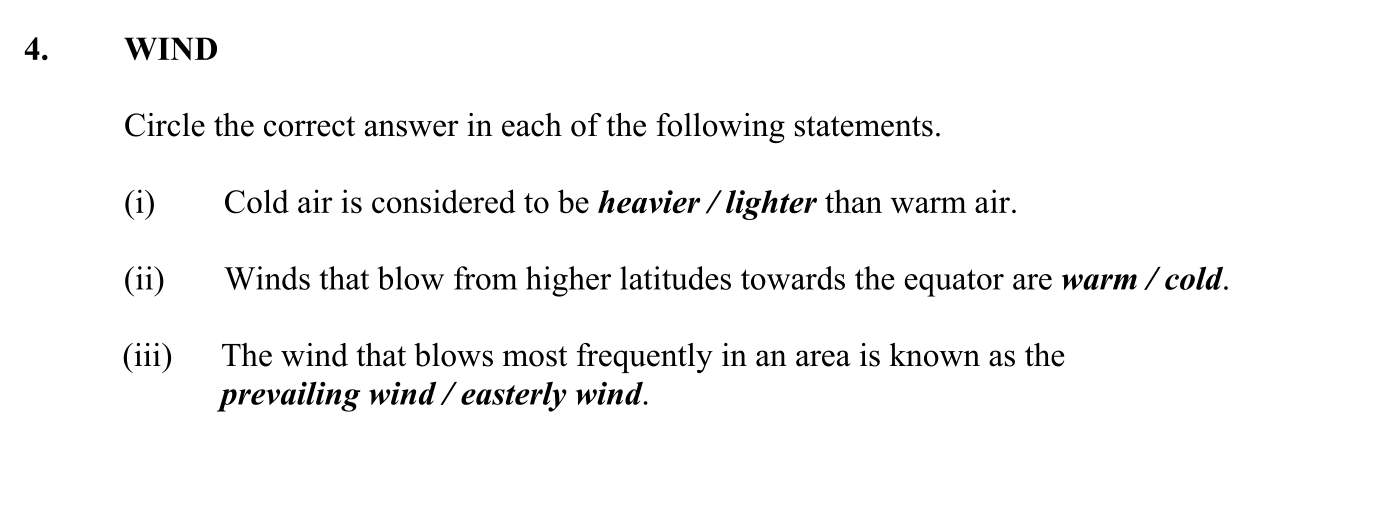 4. WIND
Circle the correct answer in each of the following statements.
(i) Cold air is considered to be heavier / lighter than warm air.
(ii) Winds that blow from higher latitudes towards the equator are warm / cold.
(iii) The wind that blows most frequently in an area is known as the
prevailing wind / easterly wind.